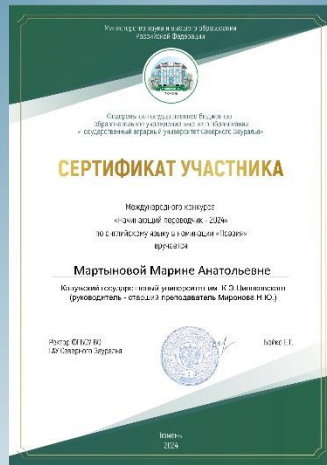 Министерство науки и высшего образования
Российской Федерации
Федеральное государственное бюджетное
образовательное учреждение высшего образования
«Государственный аграрный университет Северного Зауралья»
СЕРТИФИКАТ УЧАСТНИКА
Международного конкурса
«Начинающий переводчик - 2024»
по английскому языку в номинации «Поэзия»
вручается
Мартыновой Марине Анатольевне
Калужский государственный университет им. К.Э.Циолковского
(руководитель - старший преподаватель Миронова Н.Ю.)
Ректор ФГБОУ ВО
ГАУ Северного Зауралья
Бойко Е.Г.
Тюмень
2024